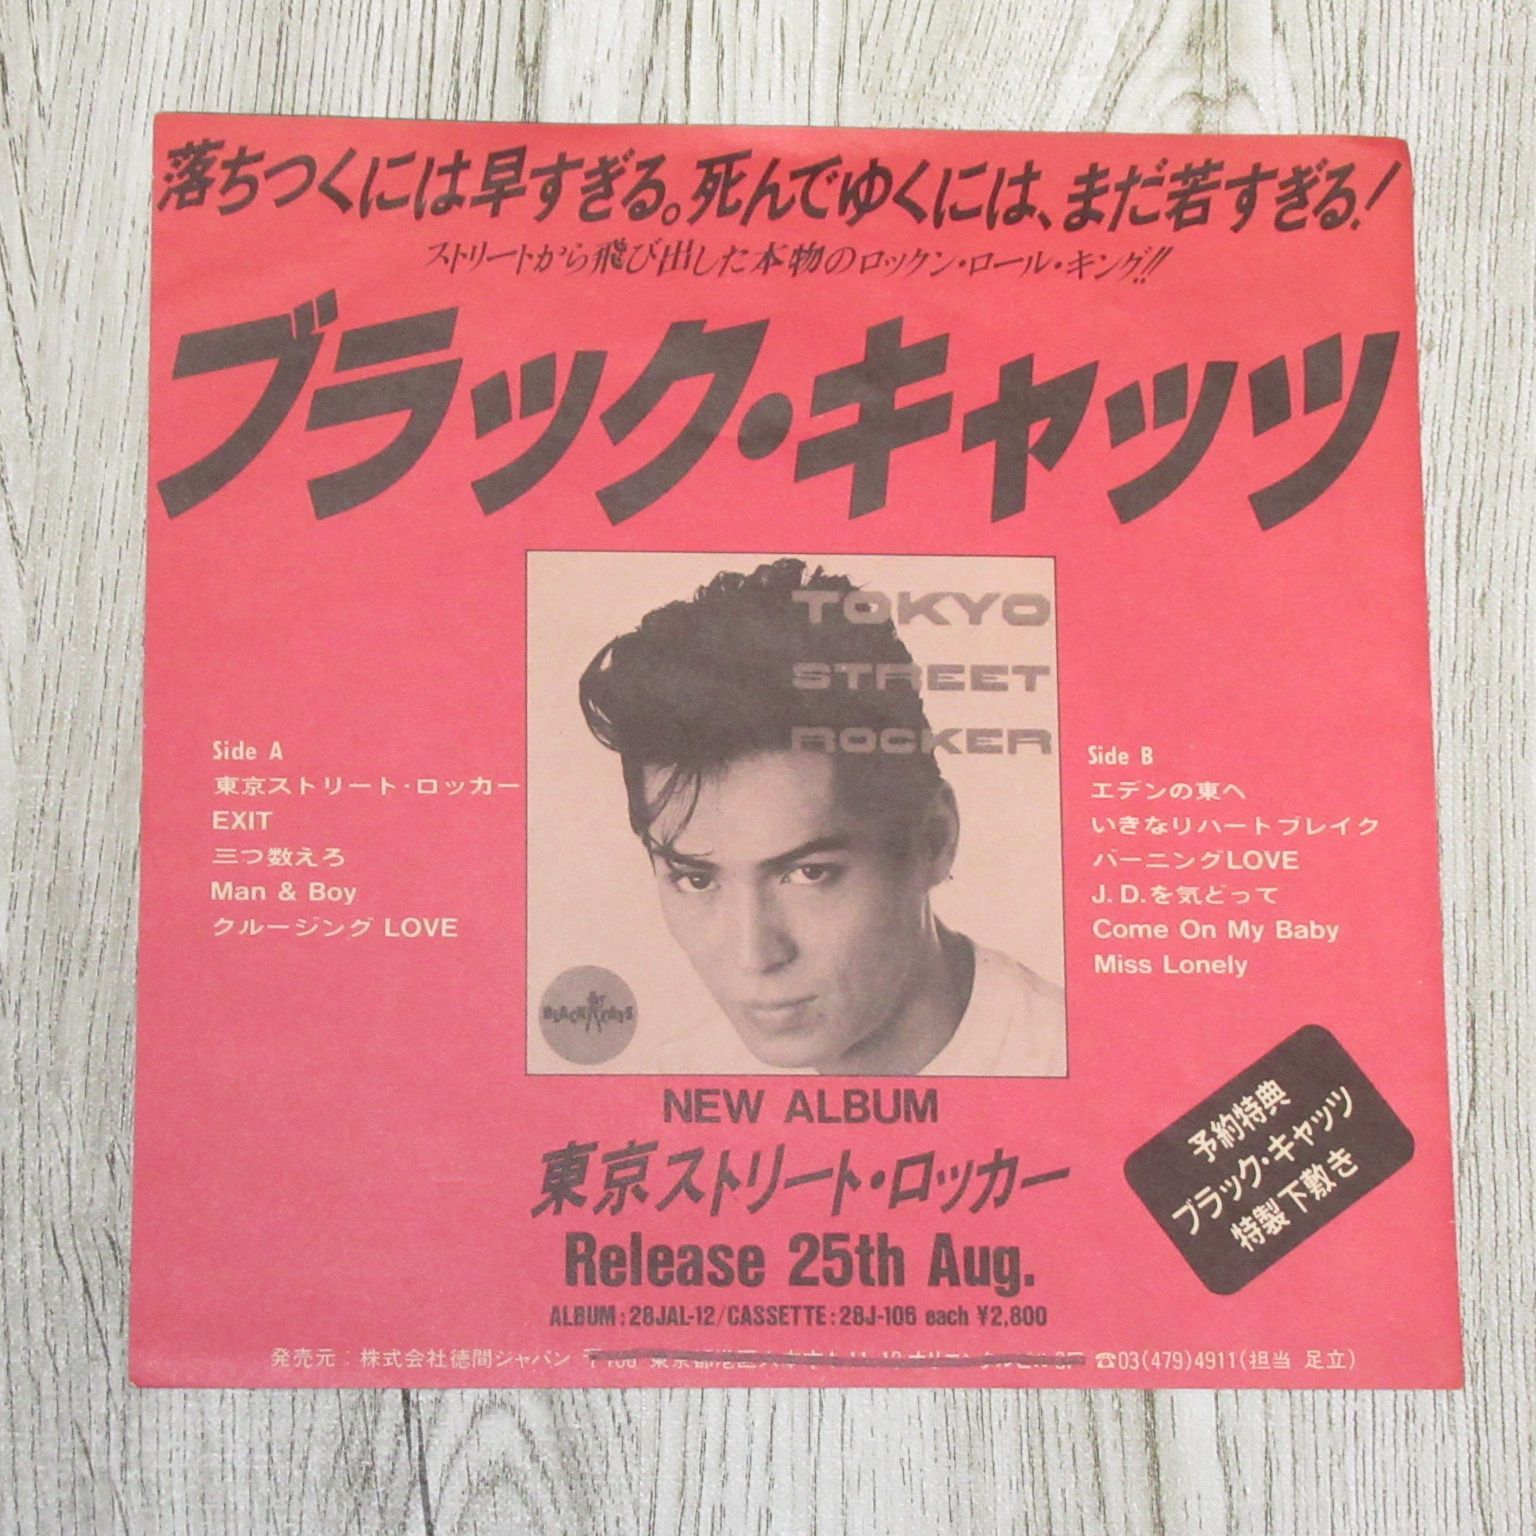 落ちつくには早すぎる。死んでゆくには、まだ若すぎる!
ストリートから飛び出した本物のロックン・ロール・キング!!
ブラック・キャッツ
TOKYO
STREET
ROCKER
BLACK CATS
Side A
東京ストリート・ロッカー
EXIT
三つ数えろ
Man & Boy
クルージング LOVE
Side B
エデンの東へ
いきなりハートブレイク
バーニングLOVE
J.D.を気どって
Come On My Baby
Miss Lonely
NEW ALBUM
東京ストリート・ロッカー
Release 25th Aug.
ALBUM:28JAL-12/CASSETTE:28J-106 each ¥2,800
予約特典
ブラック・キャッツ
特製下敷き
発売元:株式会社徳間ジャパン 〒106 東京都港区 ☎03(479)4911(担当 足立)